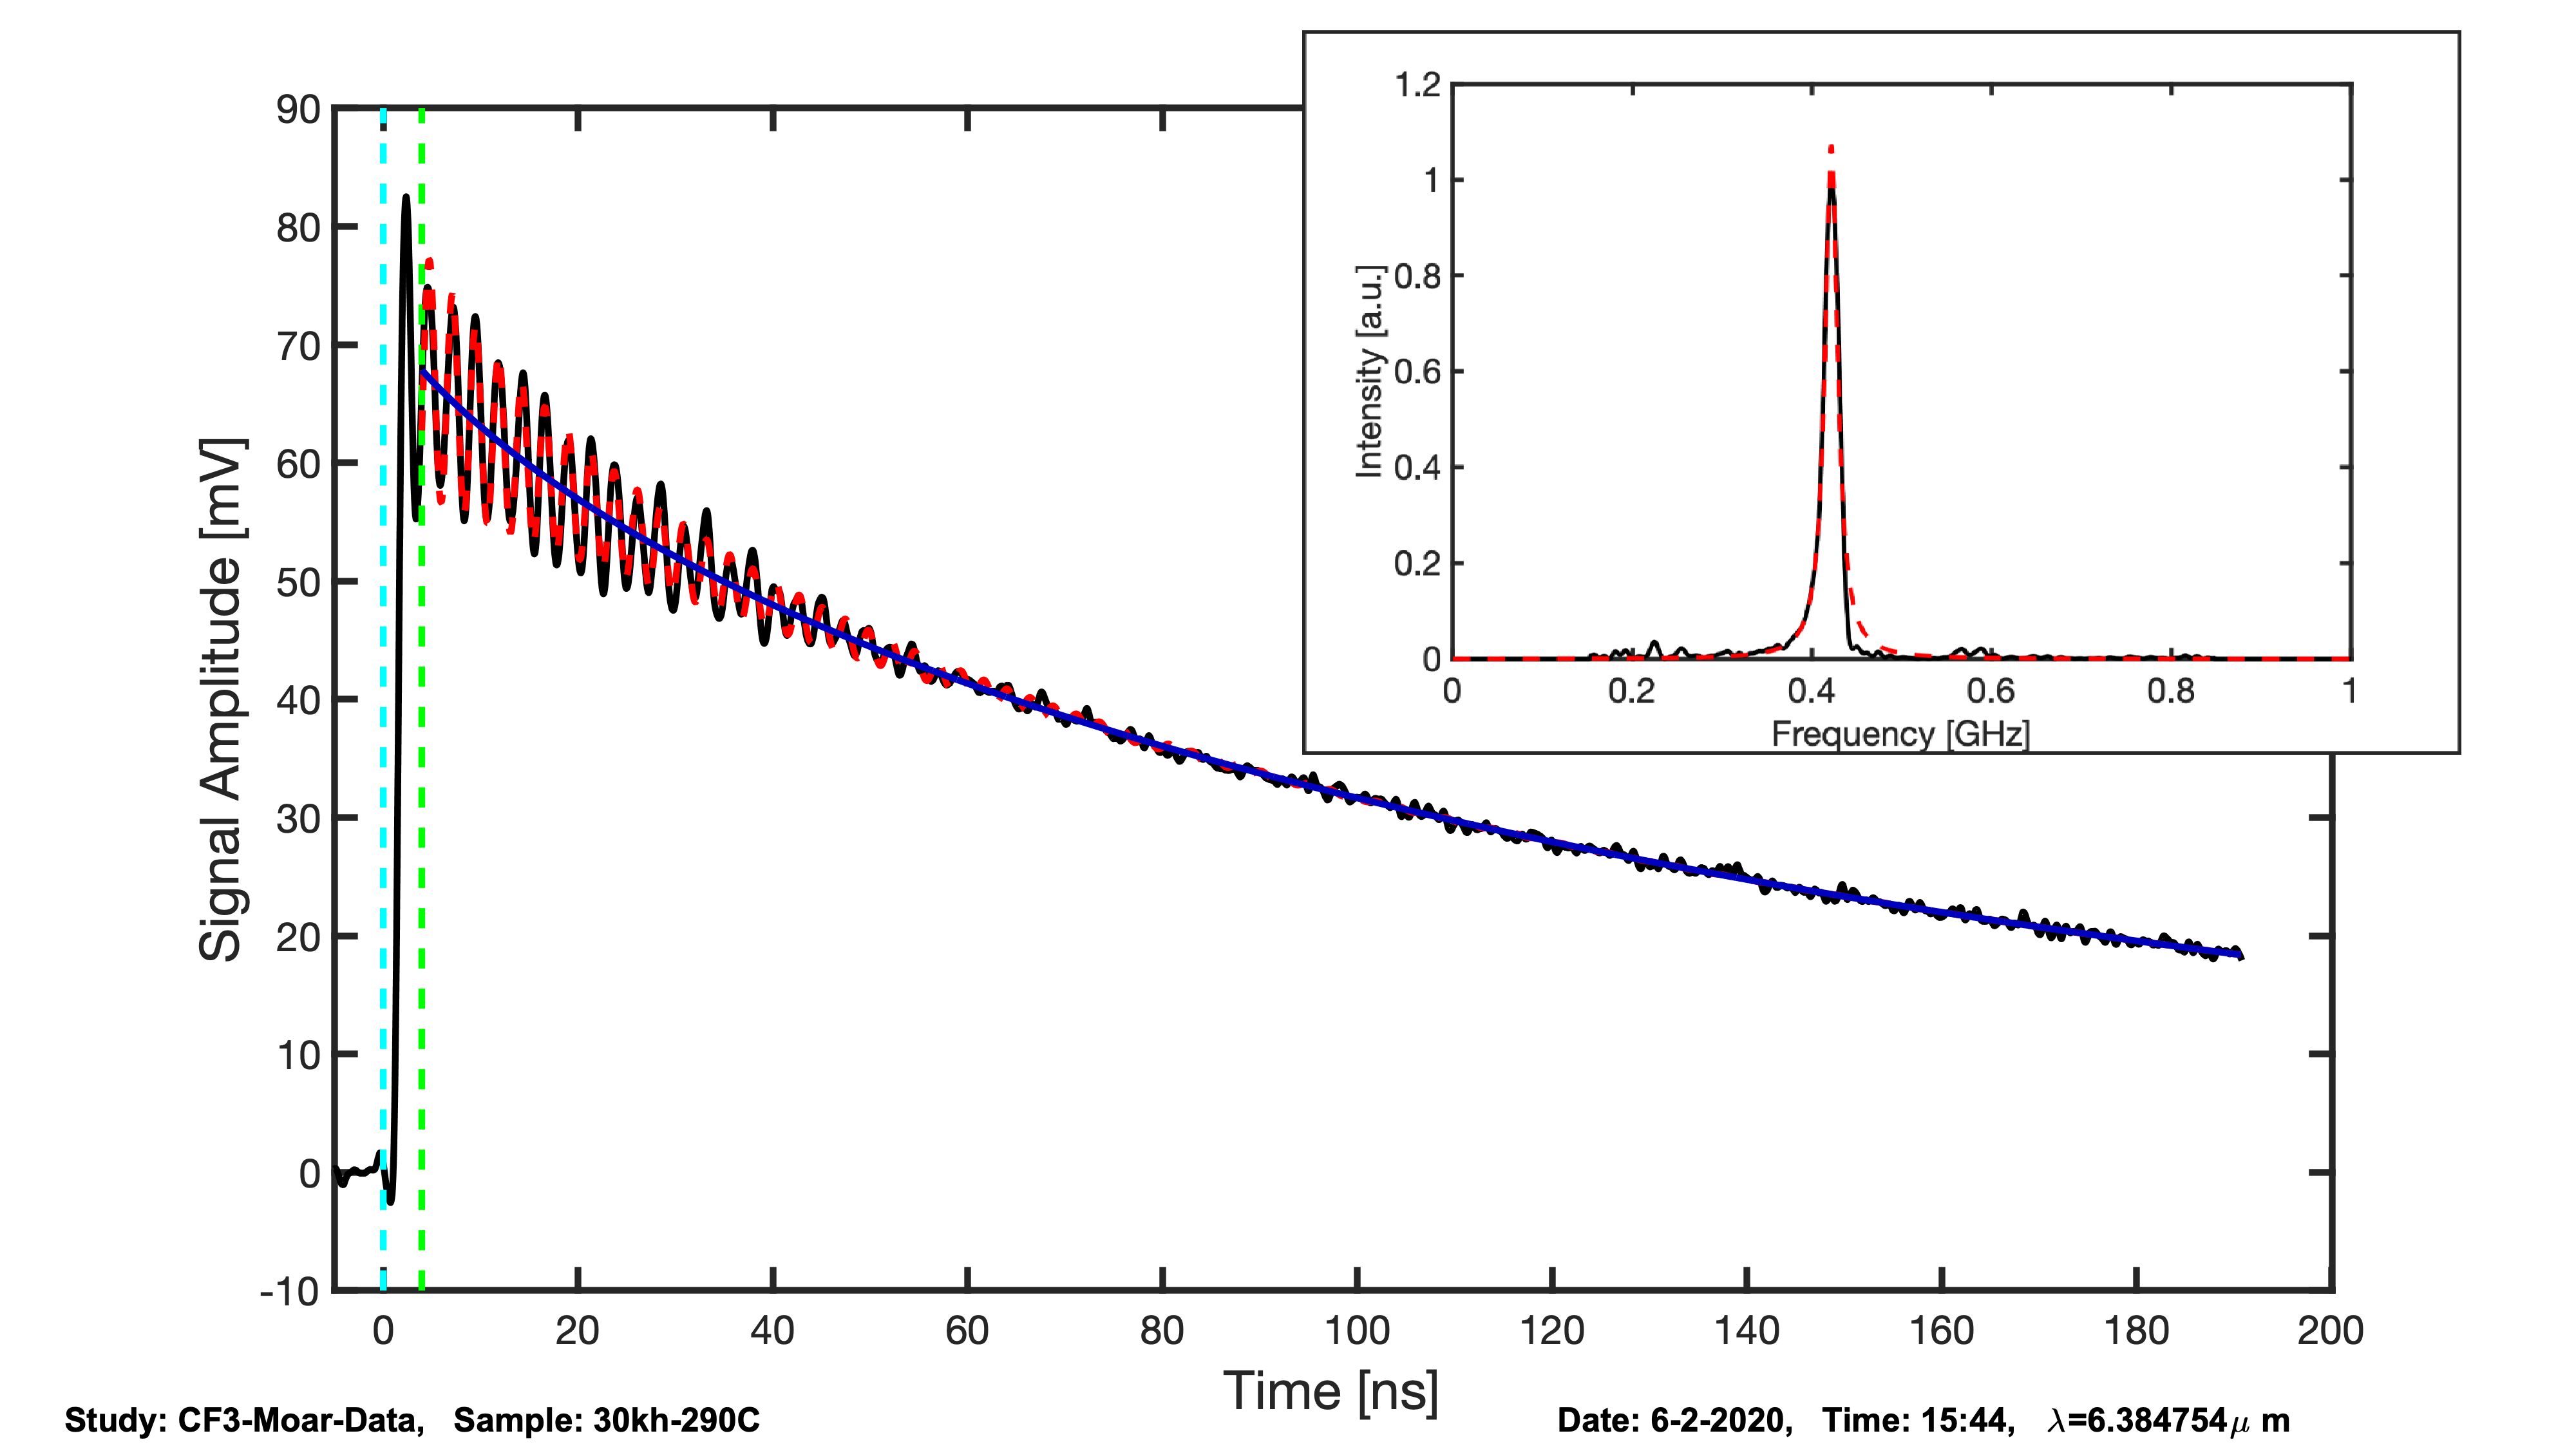 1.2
1
0.8
0.6
0.4
0.2
0
Intensity [a.u.]
0 0.2 0.4 0.6 0.8 1
Frequency [GHz]
90
80
70
60
50
40
30
20
10
0
-10
Signal Amplitude [mV]
0 20 40 60 80 100 120 140 160 180 200
Time [ns]
Study: CF3-Moar-Data, Sample: 30kh-290C
Date: 6-2-2020, Time: 15:44, λ=6.384754μ m